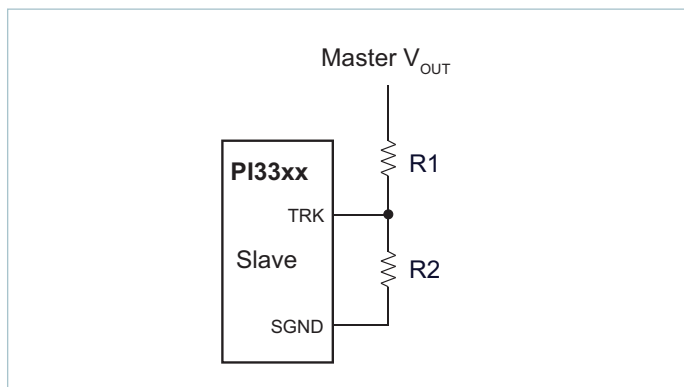 Master VOUT
R1
PI33xx
TRK
Slave
R2
SGND